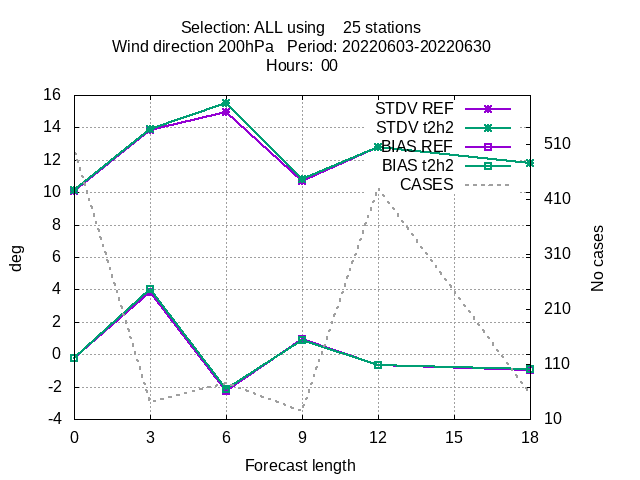 Selection: ALL using    25 stations
Wind direction 200hPa   Period: 20220603-20220630
Hours:  00
STDV REF
STDV t2h2
BIAS REF
BIAS t2h2
CASES
16
14
12
10
8
6
4
2
0
-2
-4
deg
510
410
310
210
110
10
No cases
0 3 6 9 12 15 18
Forecast length